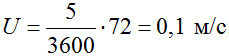 U = 5/3600 · 72 = 0,1 м/с